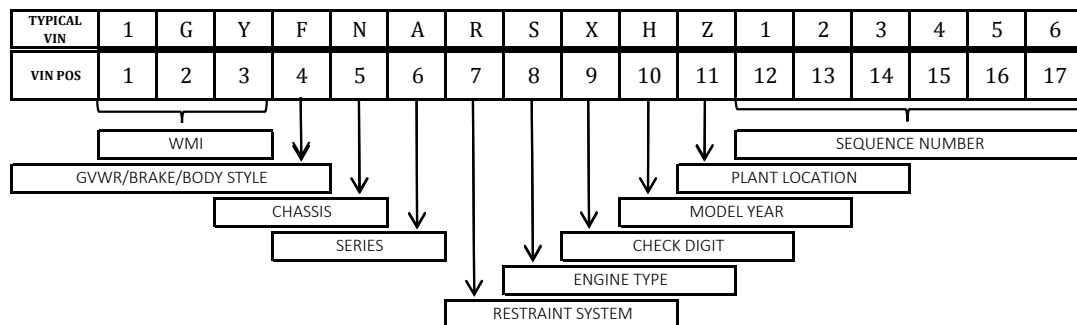 TYPICAL VIN 1 G Y F N A R S X H Z 1 2 3 4 5 6
VIN POS 1 2 3 4 5 6 7 8 9 10 11 12 13 14 15 16 17
WMI SEQUENCE NUMBER
GVWR/BRAKE/BODY STYLE PLANT LOCATION
CHASSIS MODEL YEAR
SERIES CHECK DIGIT
ENGINE TYPE
RESTRAINT SYSTEM